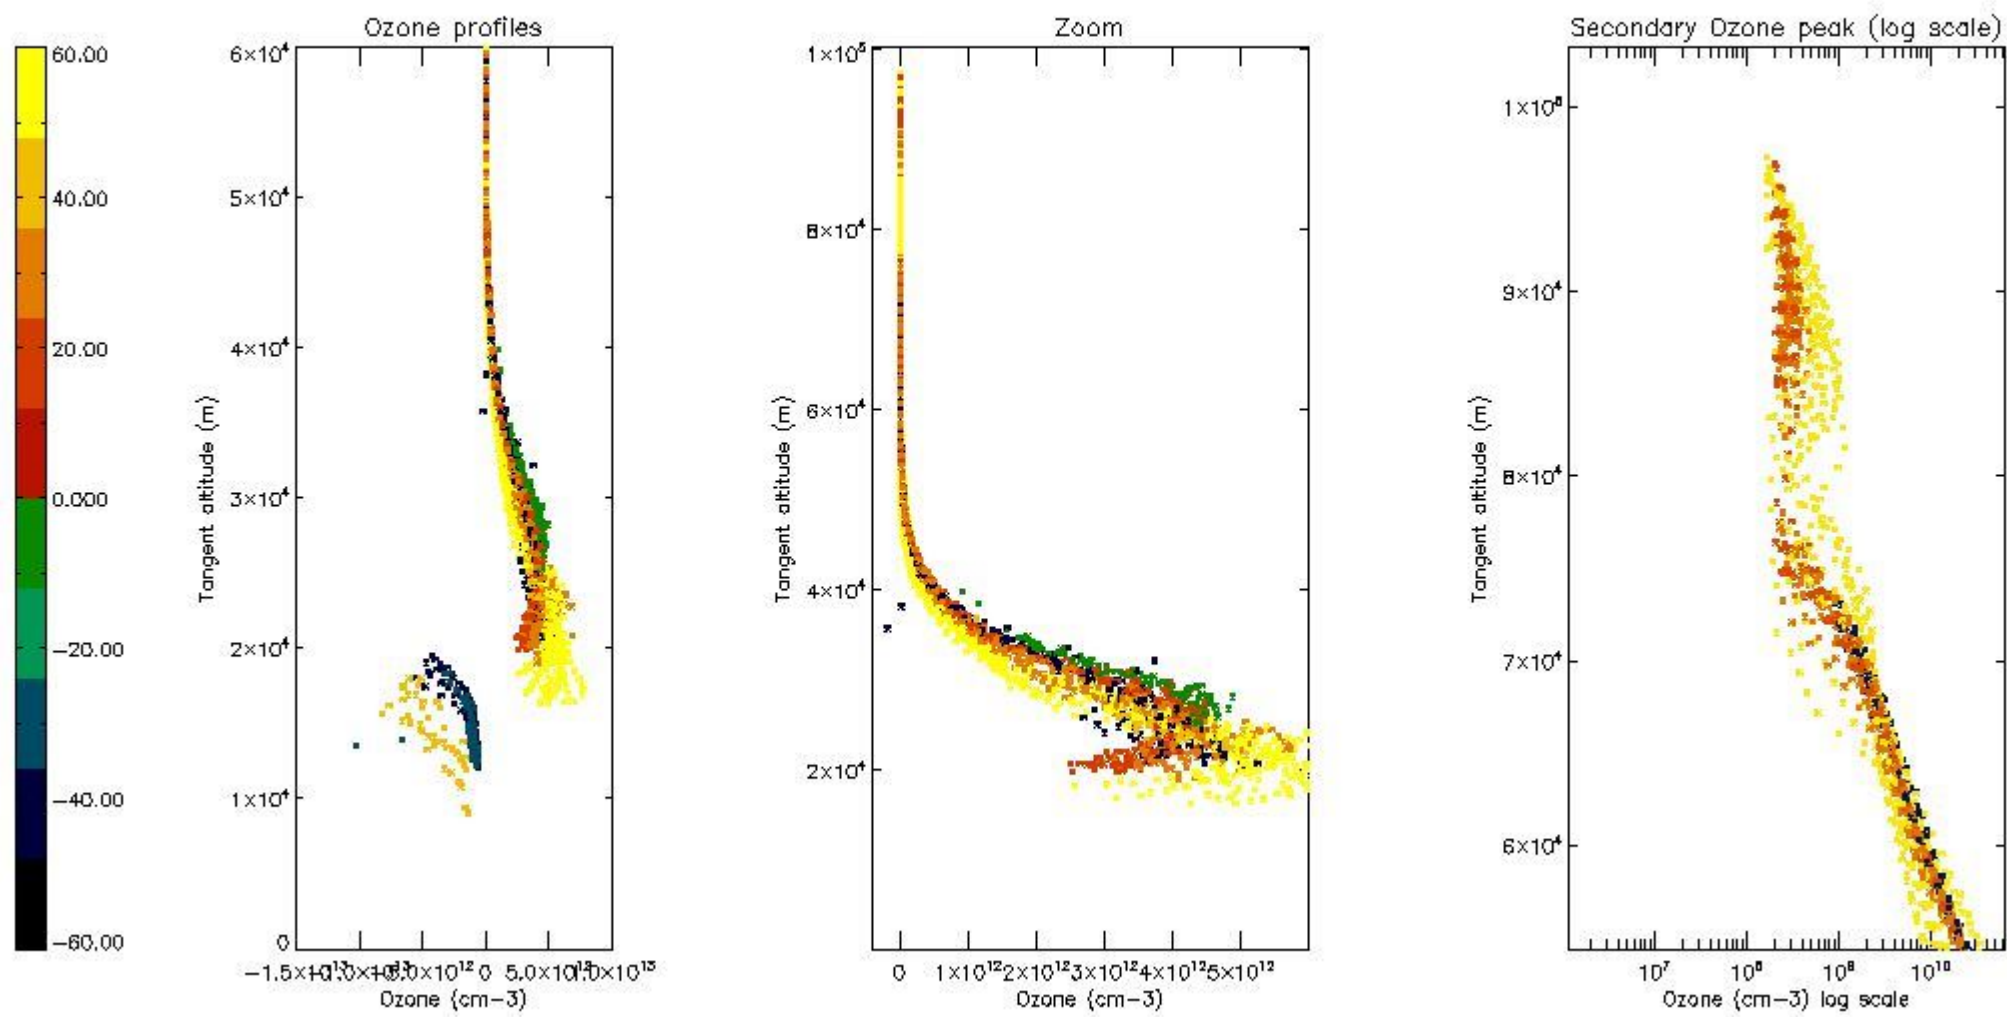 Ozone profiles
Zoom
Secondary Ozone peak (log scale)
60.00
40.00
20.00
0.000
−20.00
−40.00
−60.00
6×10⁴
5×10⁴
4×10⁴
3×10⁴
2×10⁴
1×10⁴
0
Tangent altitude (m)
0
Ozone (cm−3)
1×10⁵
8×10⁴
6×10⁴
4×10⁴
2×10⁴
Tangent altitude (m)
0 1×10¹² 2×10¹² 3×10¹² 4×10¹² 5×10¹²
Ozone (cm−3)
9×10⁴
8×10⁴
7×10⁴
6×10⁴
Tangent altitude (m)
10⁷ 10⁸ 10⁹ 10¹⁰
Ozone (cm−3) log scale